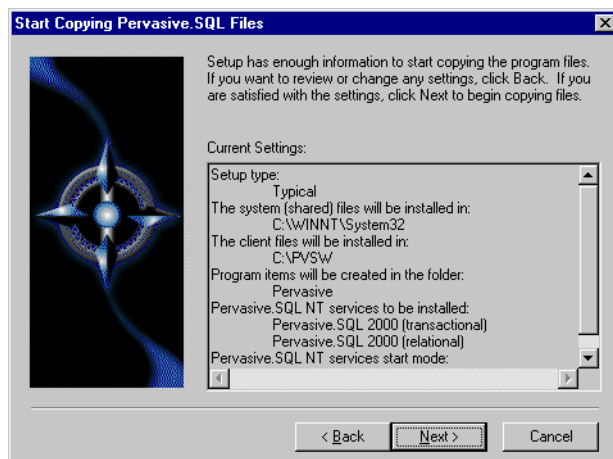 Start Copying Pervasive.SQL Files
Setup has enough information to start copying the program files.
If you want to review or change any settings, click Back. If you
are satisfied with the settings, click Next to begin copying files.
Current Settings:
Setup type:
Typical
The system (shared) files will be installed in:
C:\WINNT\System32
The client files will be installed in:
C:\PVSW
Program items will be created in the folder:
Pervasive
Pervasive.SQL NT services to be installed:
Pervasive.SQL 2000 (transactional)
Pervasive.SQL 2000 (relational)
Pervasive.SQL NT services start mode:
< Back Next > Cancel